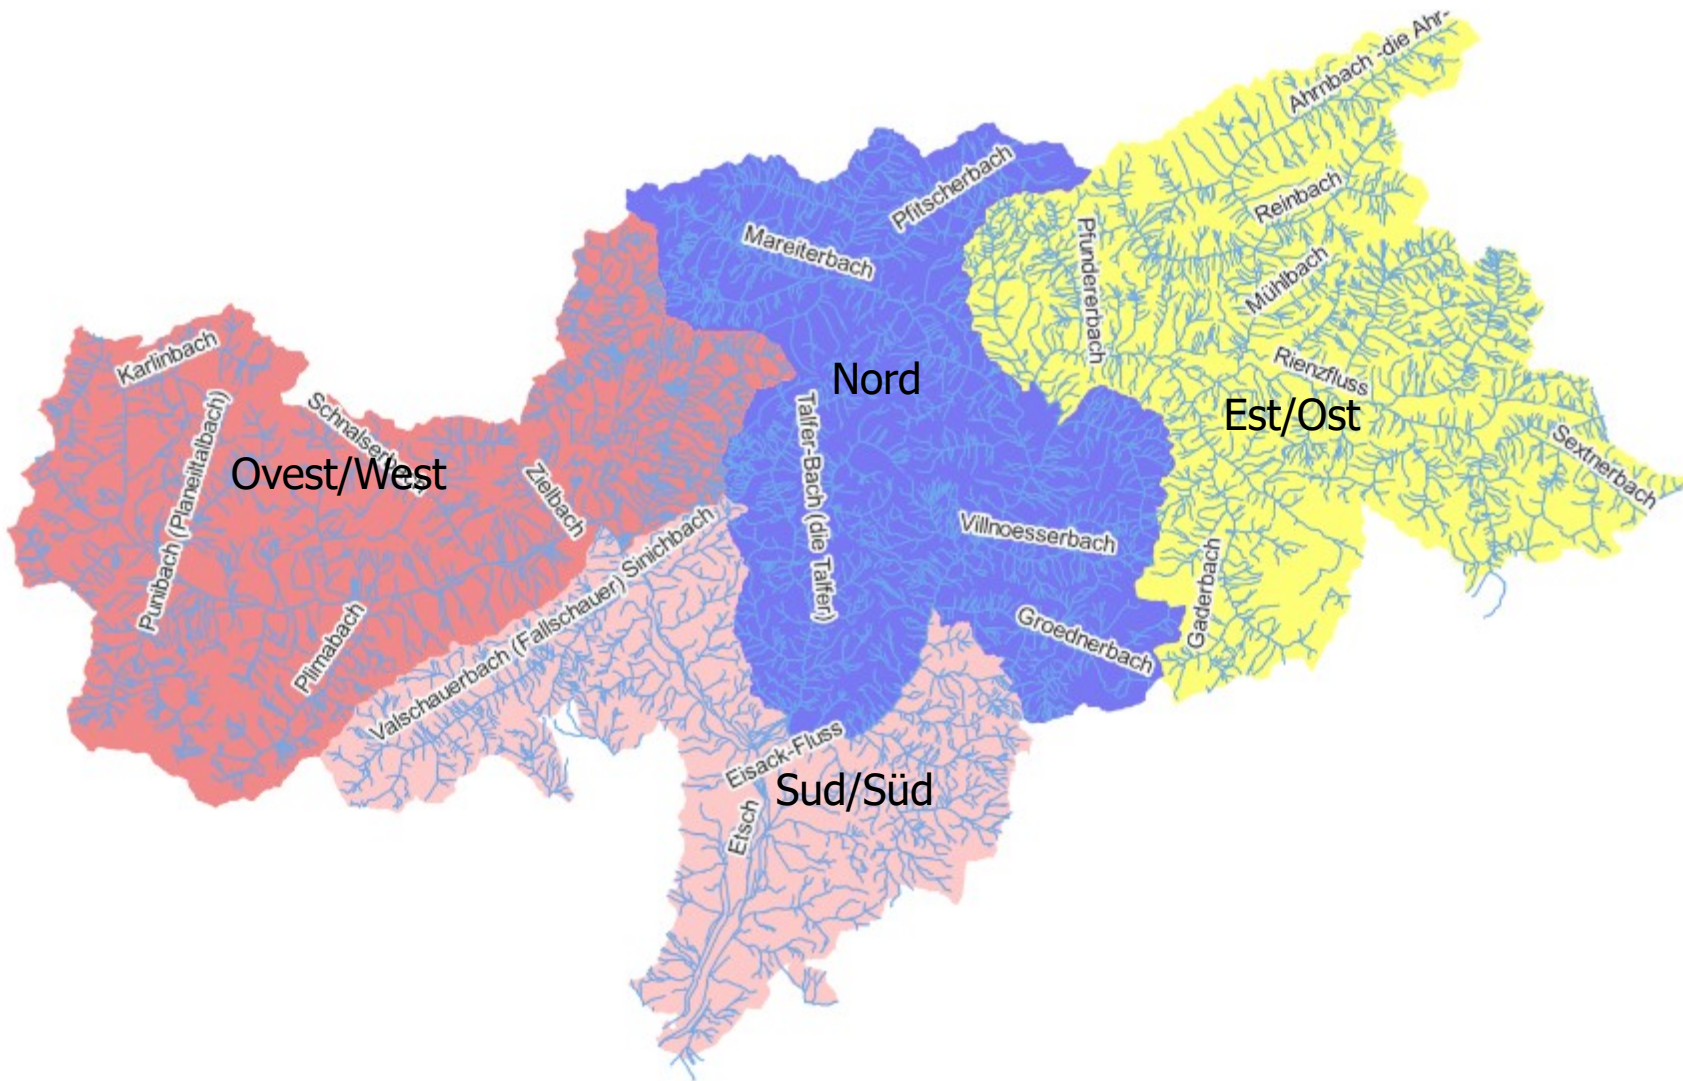 Ahrnbach -die Ahr-
Pfitscherbach
Reinbach
Mareiterbach
Pfundererbach
Mühlbach
Karlinbach
Rienzfluss
Nord
Est/Ost
Schnalserbach
Punibach (Planeiltalbach)
Talfer-Bach (die Talfer)
Ovest/West
Zielbach
Sextnerbach
Villnoesserbach
Valschauerbach (Fallschauer) Sinichbach
Gaderbach
Plimabach
Groednerbach
Eisack-Fluss
Sud/Süd
Etsch